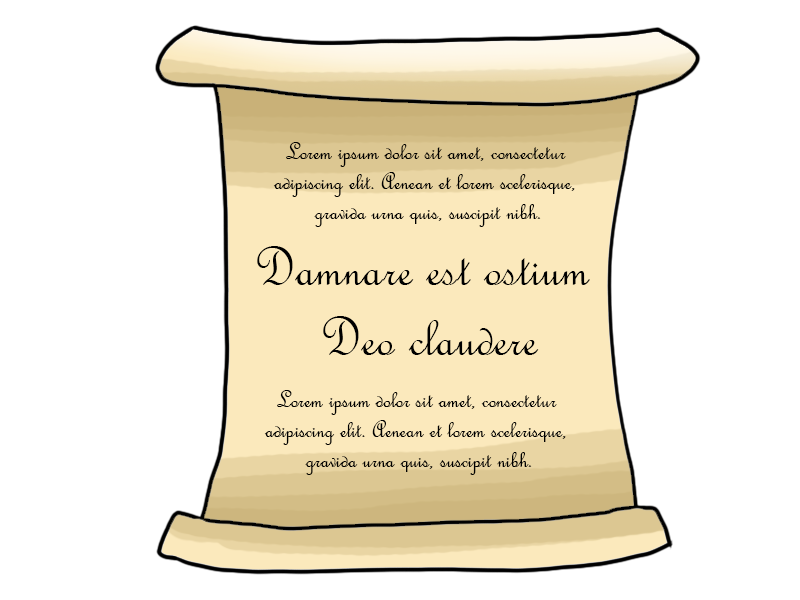 Lorem ipsum dolor sit amet, consectetur
adipiscing elit. Aenean et lorem scelerisque,
gravida urna quis, suscipit nibh.
Damnare est ostium
Deo claudere
Lorem ipsum dolor sit amet, consectetur
adipiscing elit. Aenean et lorem scelerisque,
gravida urna quis, suscipit nibh.